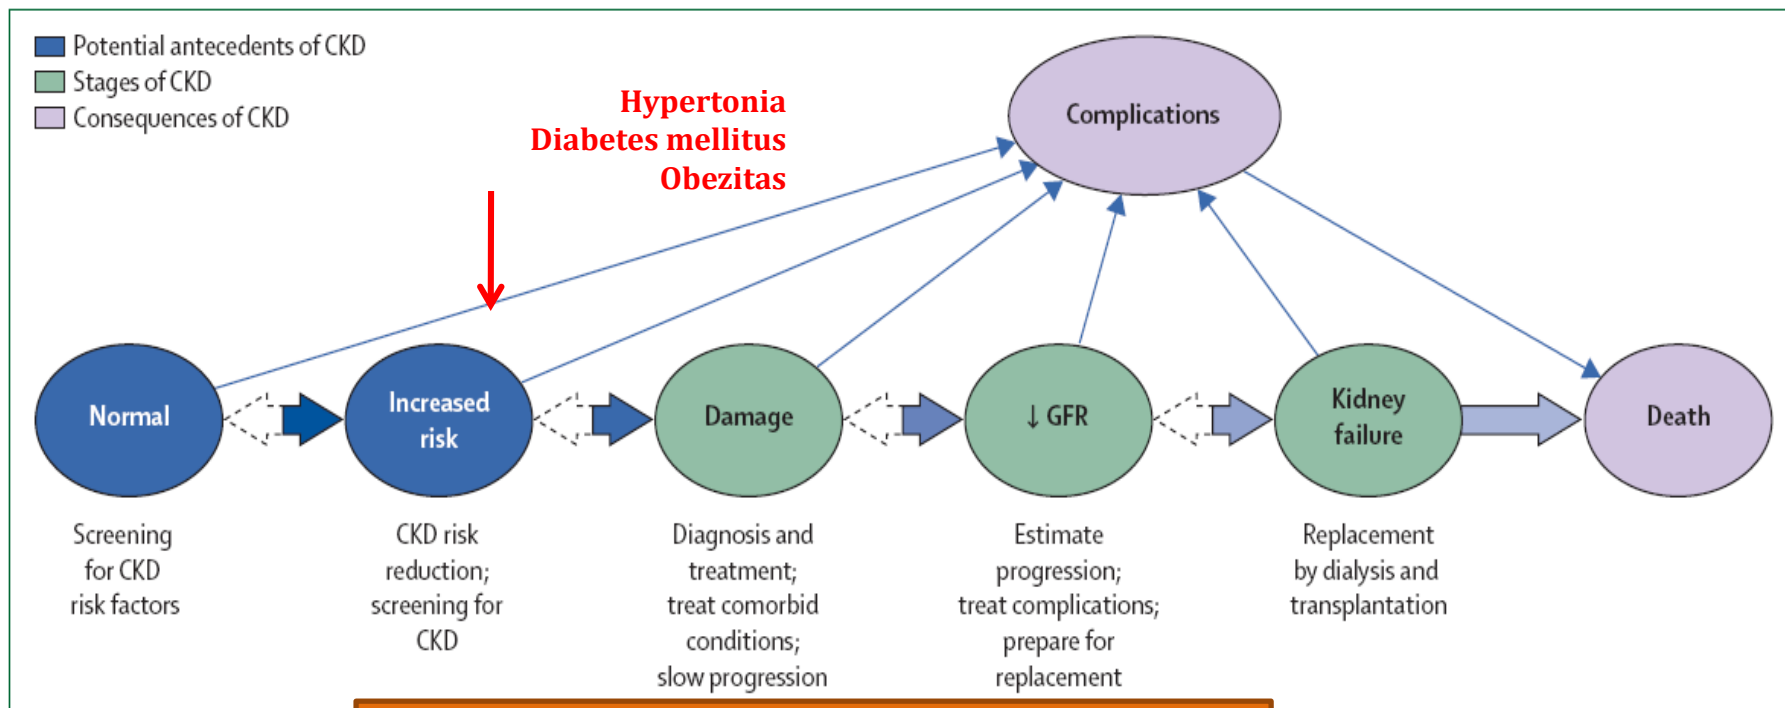 Potential antecedents of CKD
Stages of CKD
Consequences of CKD
Hypertonia
Diabetes mellitus
Obezitas
Complications
Normal
Increased
risk
Damage
↓ GFR
Kidney
failure
Death
Screening
for CKD
risk factors
CKD risk
reduction;
screening for
CKD
Diagnosis and
treatment;
treat comorbid
conditions;
slow progression
Estimate
progression;
treat complications;
prepare for
replacement
Replacement
by dialysis and
transplantation